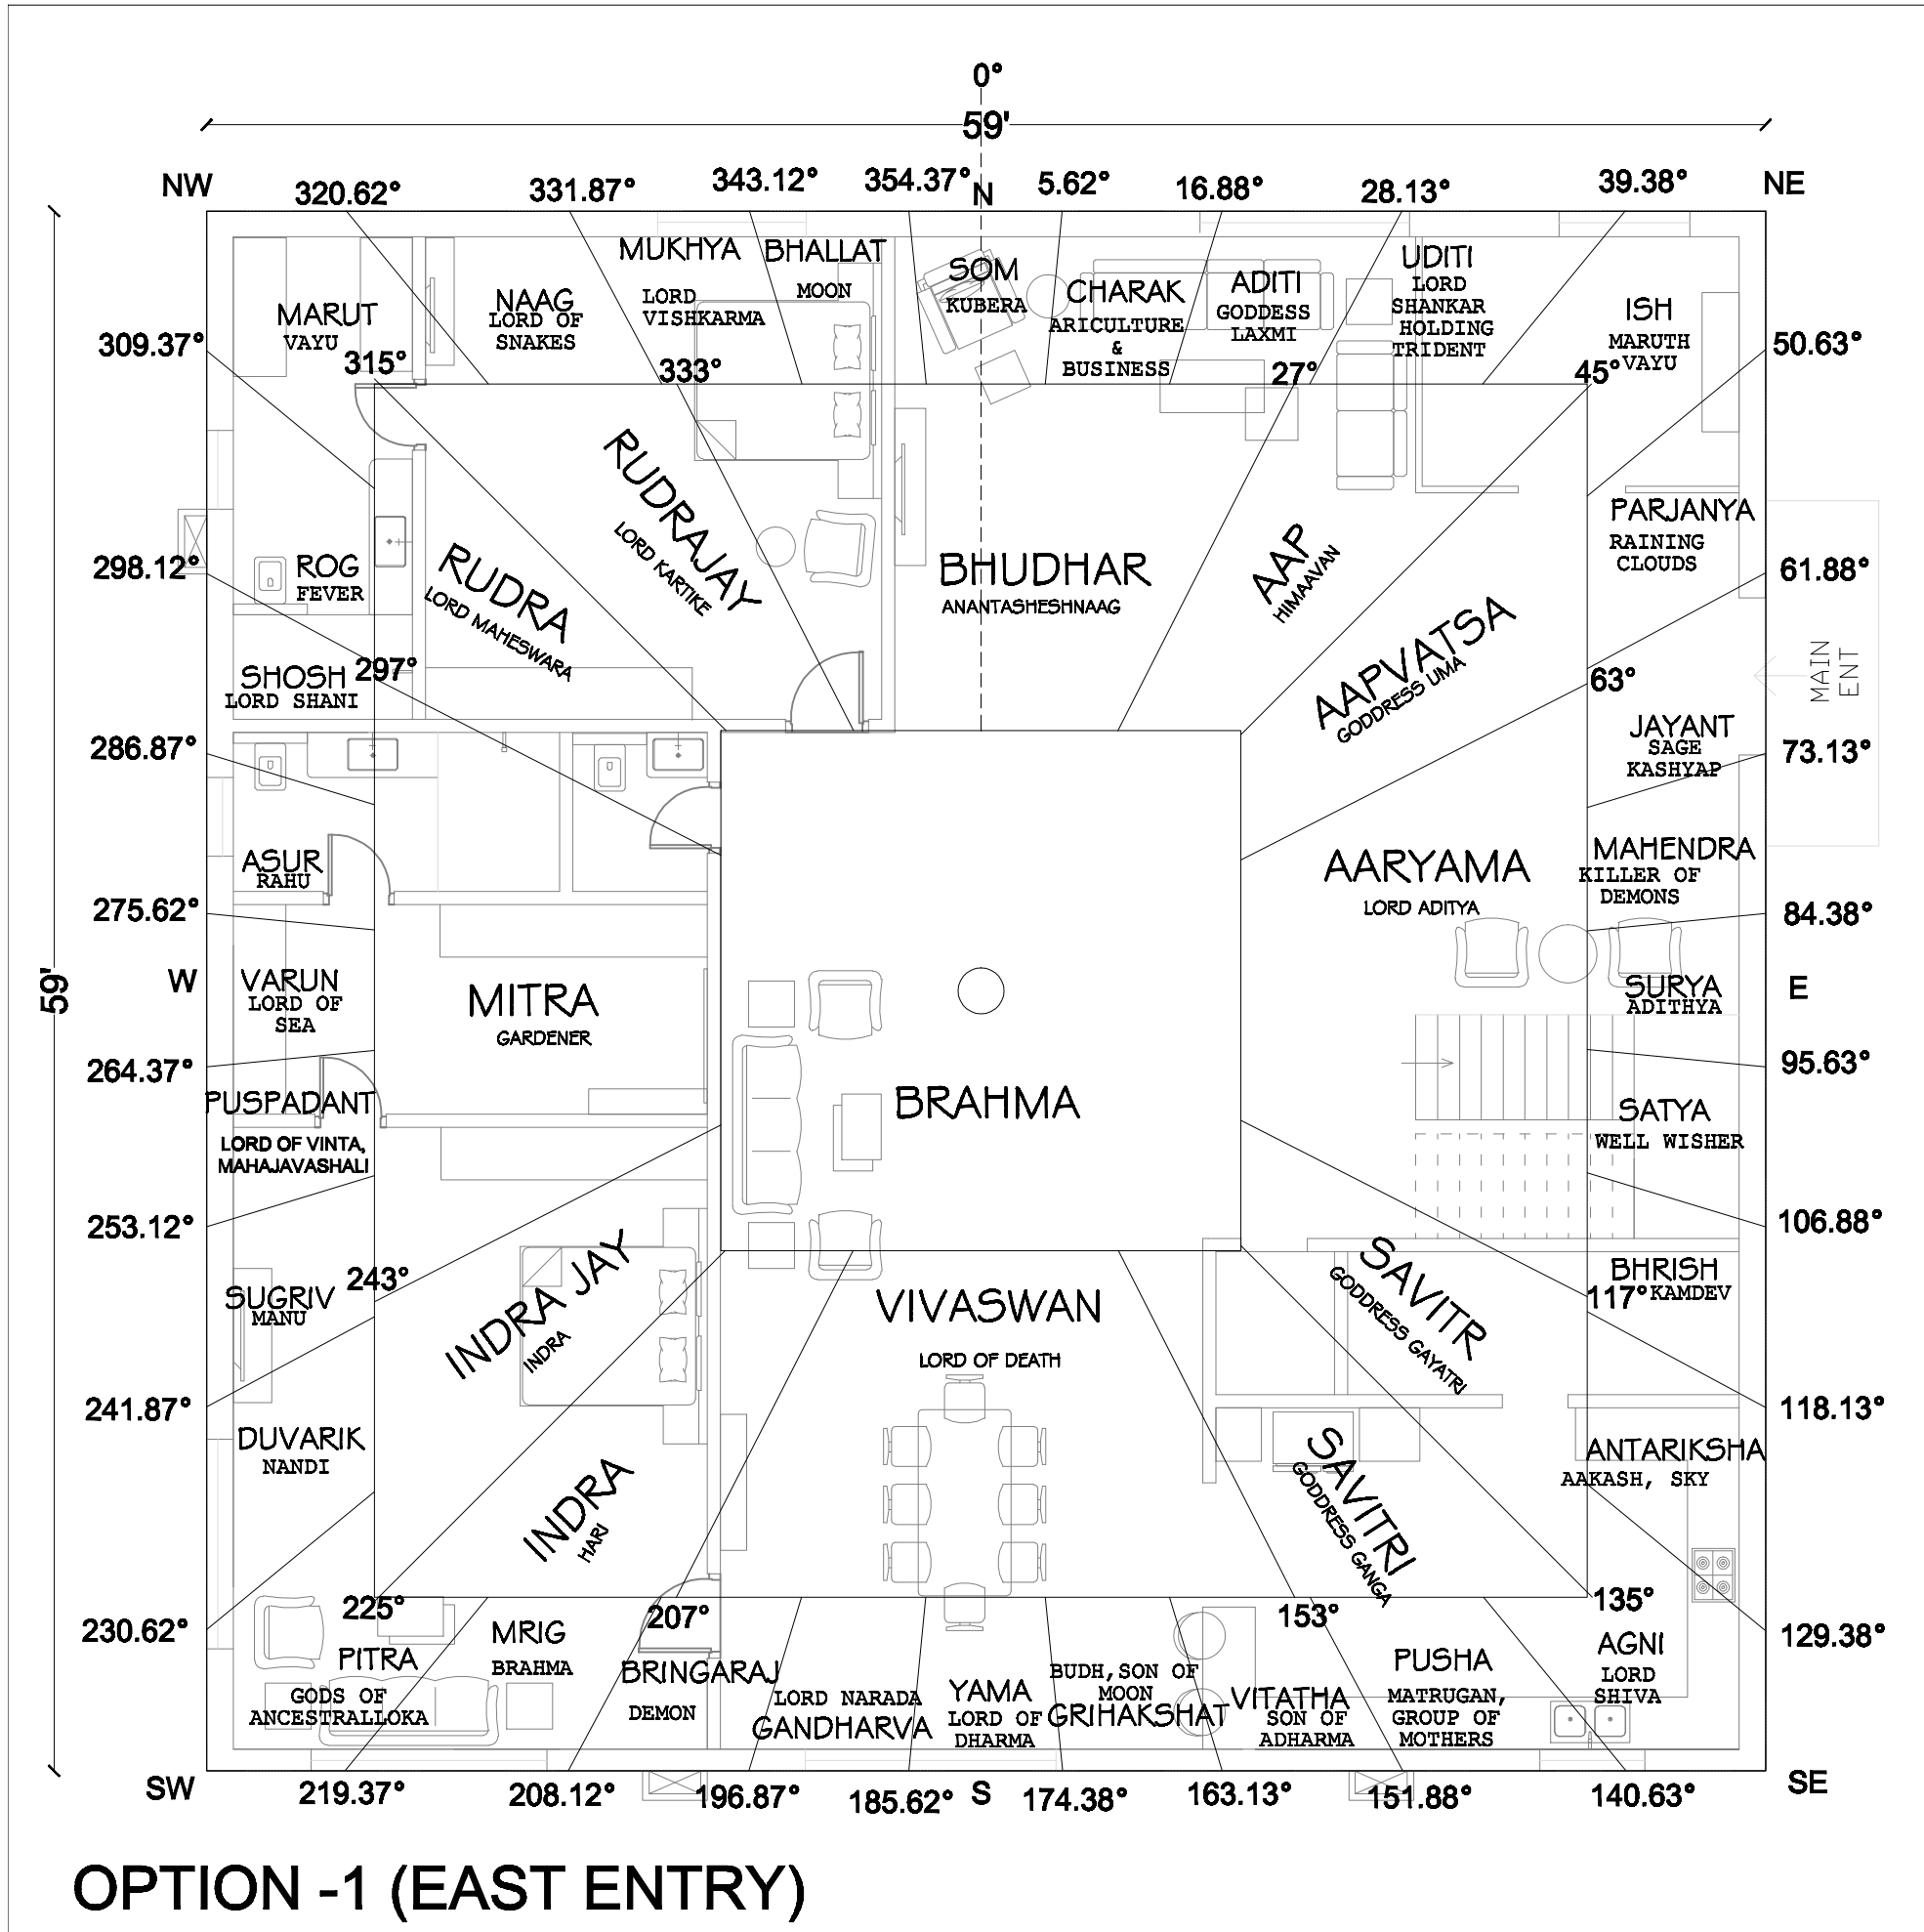 0°
59'
NW
320.62°
331.87°
343.12°
354.37°
N
5.62°
16.88°
28.13°
39.38°
NE
MARUT
VAYU
NAAG
LORD OF
SNAKES
MUKHYA
LORD
VISHKARMA
BHALLAT
MOON
SOM
KUBERA
CHARAK
ARICULTURE
&
BUSINESS
ADITI
GODDESS
LAXMI
UDITI
LORD
SHANKAR
HOLDING
TRIDENT
ISH
MARUTH
VAYU
309.37°
315°
333°
27°
45°
50.63°
RUDRAJAY
LORD KARTIKE
RUDRA
LORD MAHESWARA
BHUDHAR
ANANTASHESHNAAG
AAP
HIMAAVAN
AAPVATSA
GODDRESS UMA
PARJANYA
RAINING
CLOUDS
298.12°
ROG
FEVER
61.88°
SHOSH
LORD SHANI
297°
63°
MAIN
ENT
286.87°
JAYANT
SAGE
KASHYAP
73.13°
ASUR
RAHU
AARYAMA
LORD ADITYA
MAHENDRA
KILLER OF
DEMONS
275.62°
84.38°
59'
W
VARUN
LORD OF
SEA
MITRA
GARDENER
SURYA
ADITHYA
E
264.37°
95.63°
PUSPADANT
LORD OF VINTA,
MAHAJAVASHALI
BRAHMA
SATYA
WELL WISHER
253.12°
106.88°
SUGRIV
MANU
243°
INDRA JAY
INDRA
VIVASWAN
LORD OF DEATH
SAVITR
GODDRESS GAYATRI
BHRISH
117°
KAMDEV
241.87°
118.13°
DUVARIK
NANDI
INDRA
HARI
SAVITRI
GODDRESS GANGA
ANTARIKSHA
AAKASH, SKY
230.62°
225°
207°
153°
135°
129.38°
PITRA
GODS OF
ANCESTRALLOKA
MRIG
BRAHMA
BRINGARAJ
DEMON
LORD NARADA
GANDHARVA
YAMA
LORD OF
DHARMA
BUDH,SON OF
MOON
GRIHAKSHAT
VITATHA
SON OF
ADHARMA
PUSHA
MATRUGAN,
GROUP OF
MOTHERS
AGNI
LORD
SHIVA
SW
219.37°
208.12°
196.87°
185.62°
S
174.38°
163.13°
151.88°
140.63°
SE
OPTION -1 (EAST ENTRY)